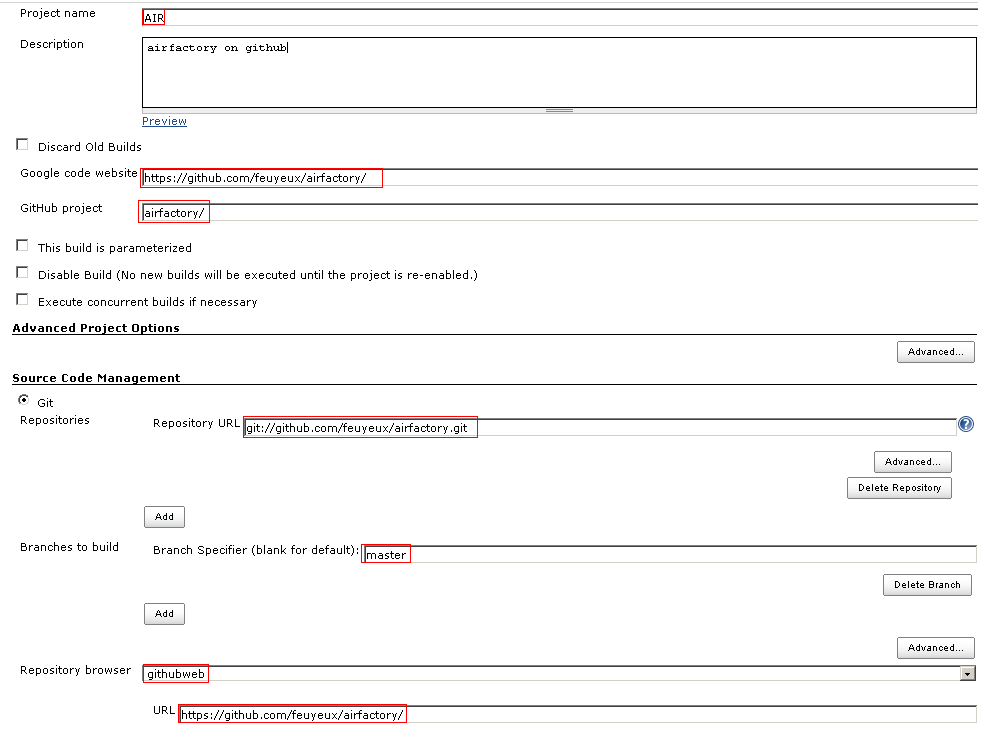 Project name AIR
Description airfactory on github
Preview
Discard Old Builds
Google code website https://github.com/feuyeux/airfactory/
GitHub project airfactory/
This build is parameterized
Disable Build (No new builds will be executed until the project is re-enabled.)
Execute concurrent builds if necessary
Advanced Project Options
Advanced...
Source Code Management
Git
Repositories Repository URL git://github.com/feuyeux/airfactory.git ?
Advanced...
Delete Repository
Add
Branches to build Branch Specifier (blank for default): master
Delete Branch
Add
Advanced...
Repository browser githubweb
URL https://github.com/feuyeux/airfactory/